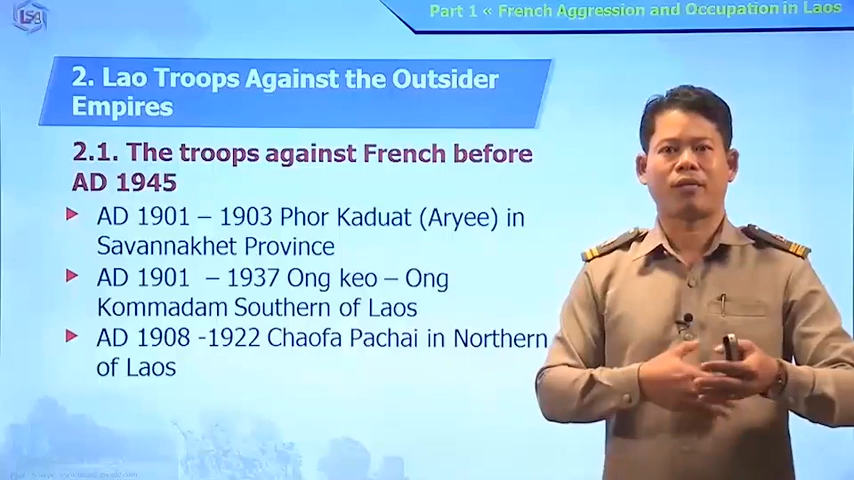 LSA
Part 1 « French Aggression and Occupation in Laos
2. Lao Troops Against the Outsider
Empires
2.1. The troops against French before
AD 1945
AD 1901 – 1903 Phor Kaduat (Aryee) in
Savannakhet Province
AD 1901 – 1937 Ong keo – Ong
Kommadam Southern of Laos
AD 1908 -1922 Chaofa Pachai in Northern
of Laos